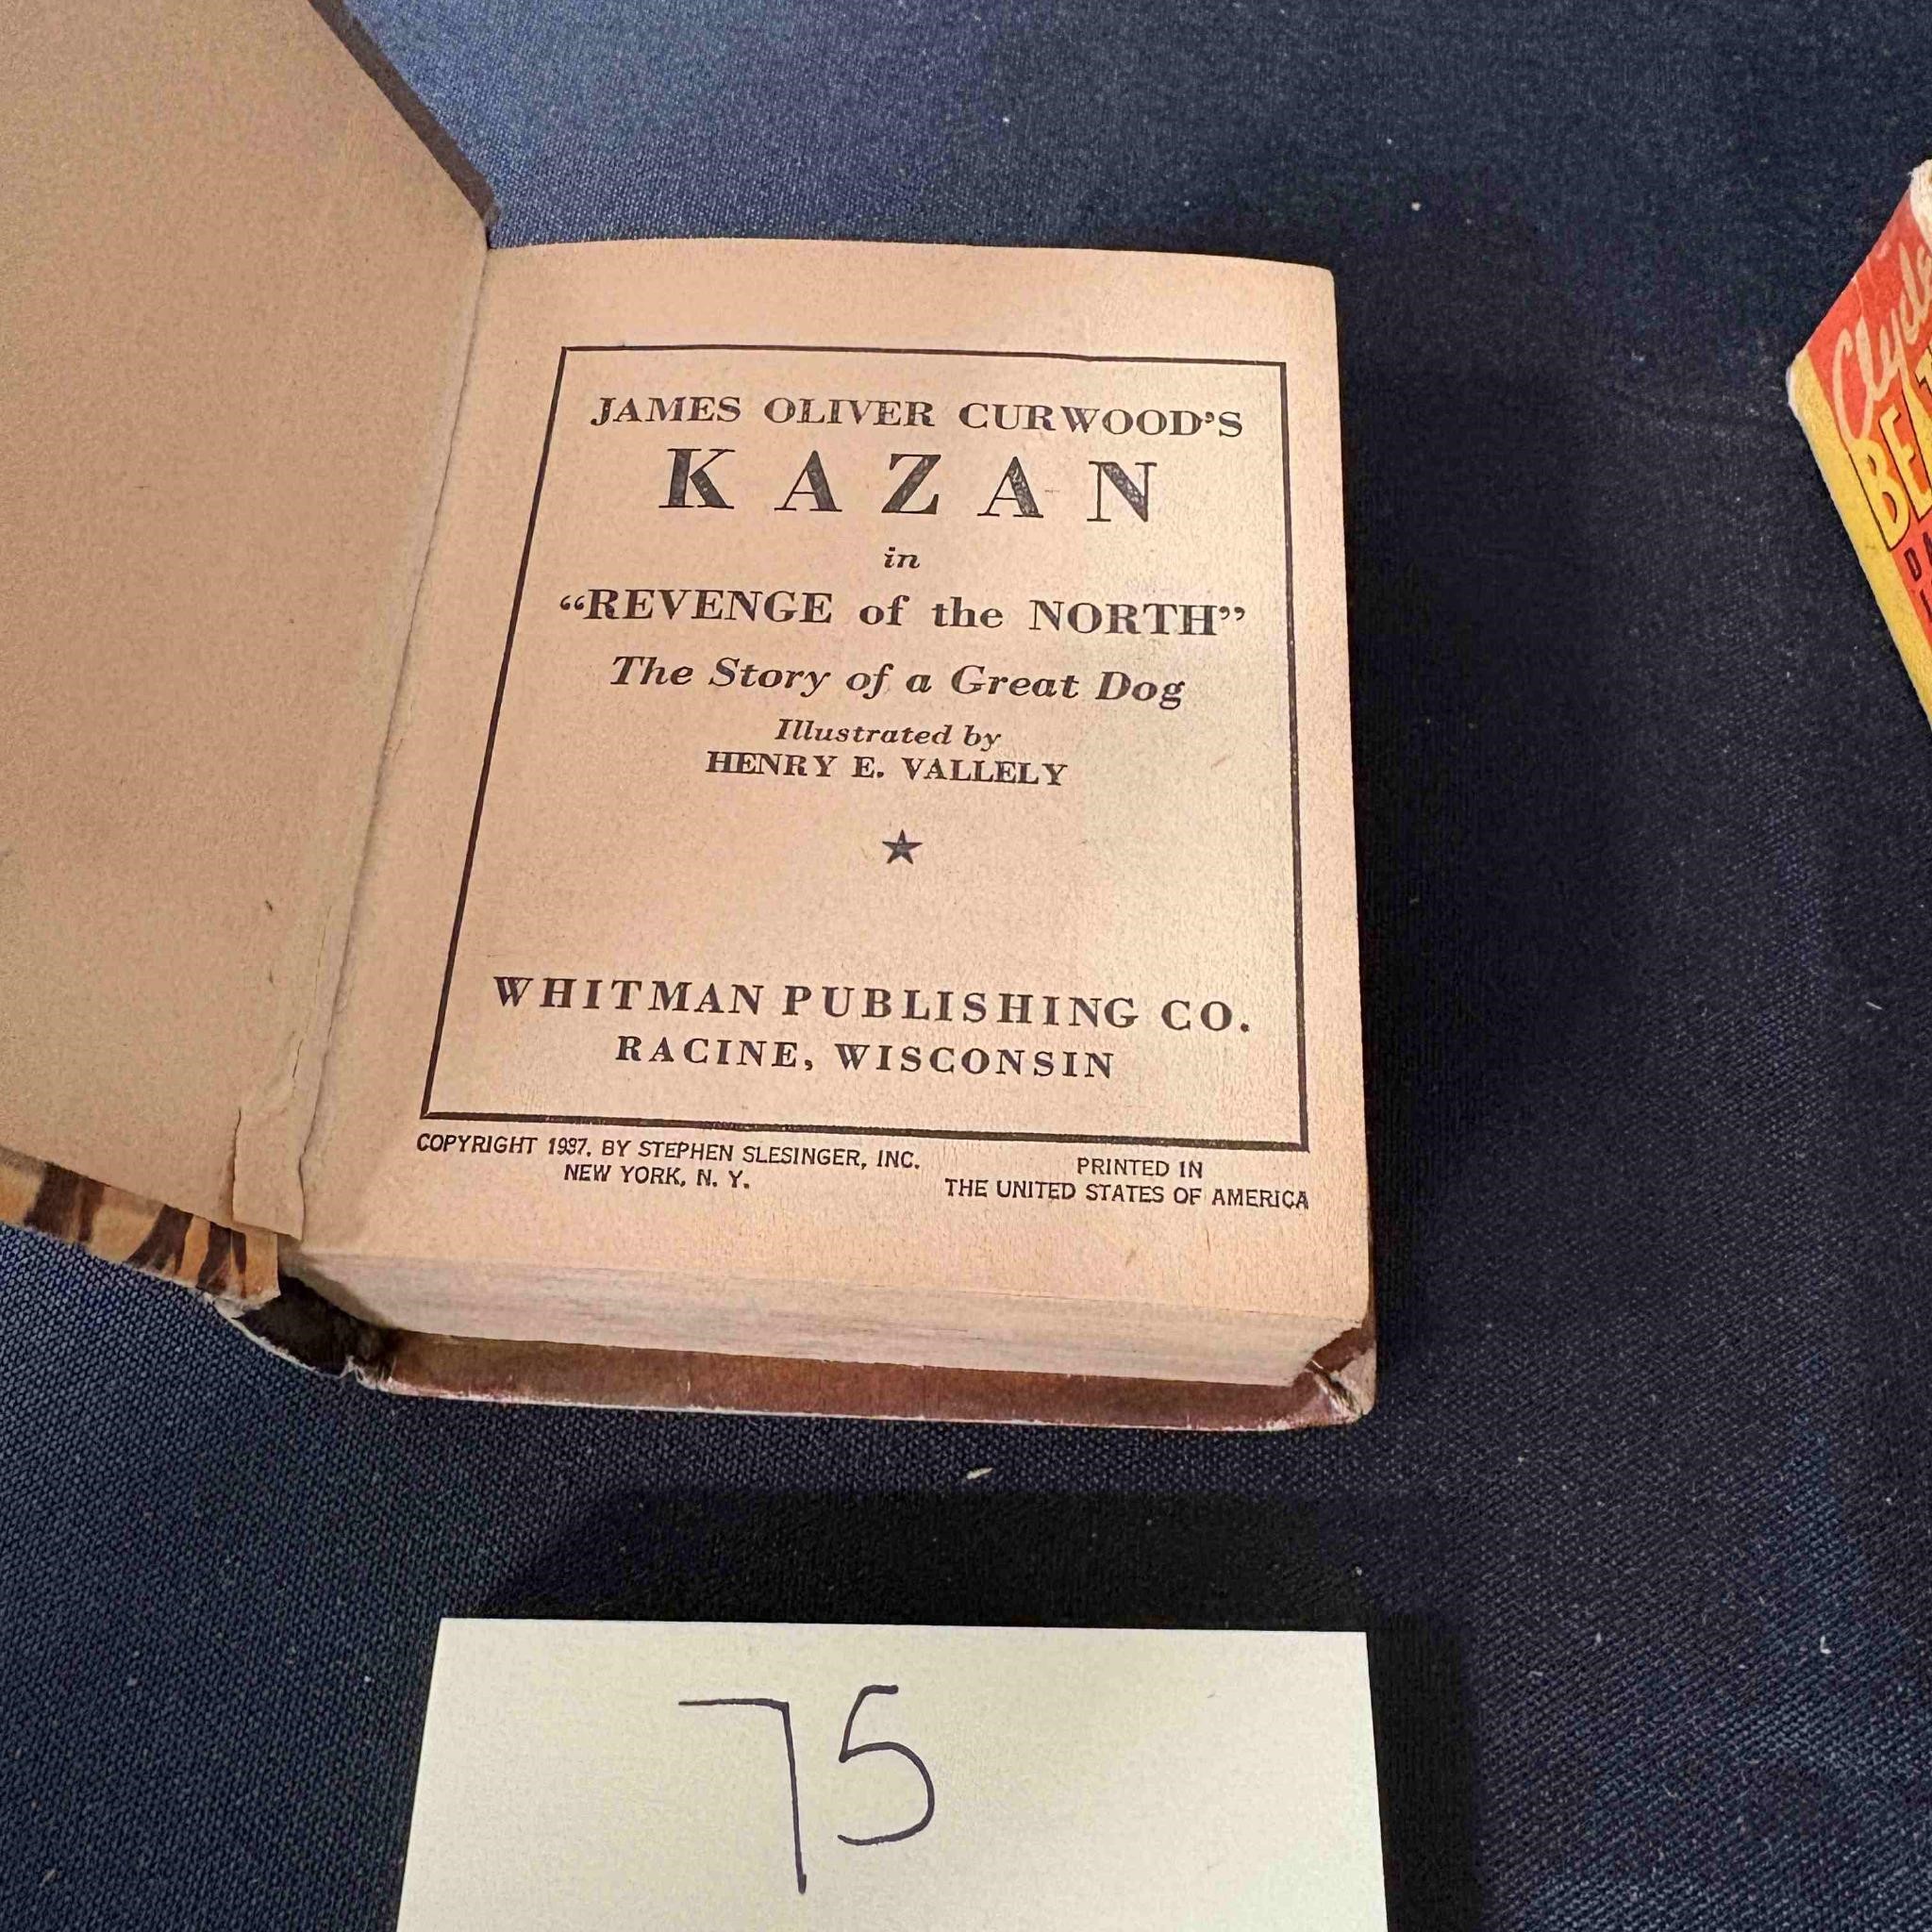 JAMES OLIVER CURWOOD'S
KAZAN
in
“REVENGE of the NORTH”
The Story of a Great Dog
Illustrated by
HENRY E. VALLELY
WHITMAN PUBLISHING CO.
RACINE, WISCONSIN
COPYRIGHT 1937, BY STEPHEN SLESINGER, INC.
NEW YORK, N. Y.
PRINTED IN
THE UNITED STATES OF AMERICA
75
Clyde